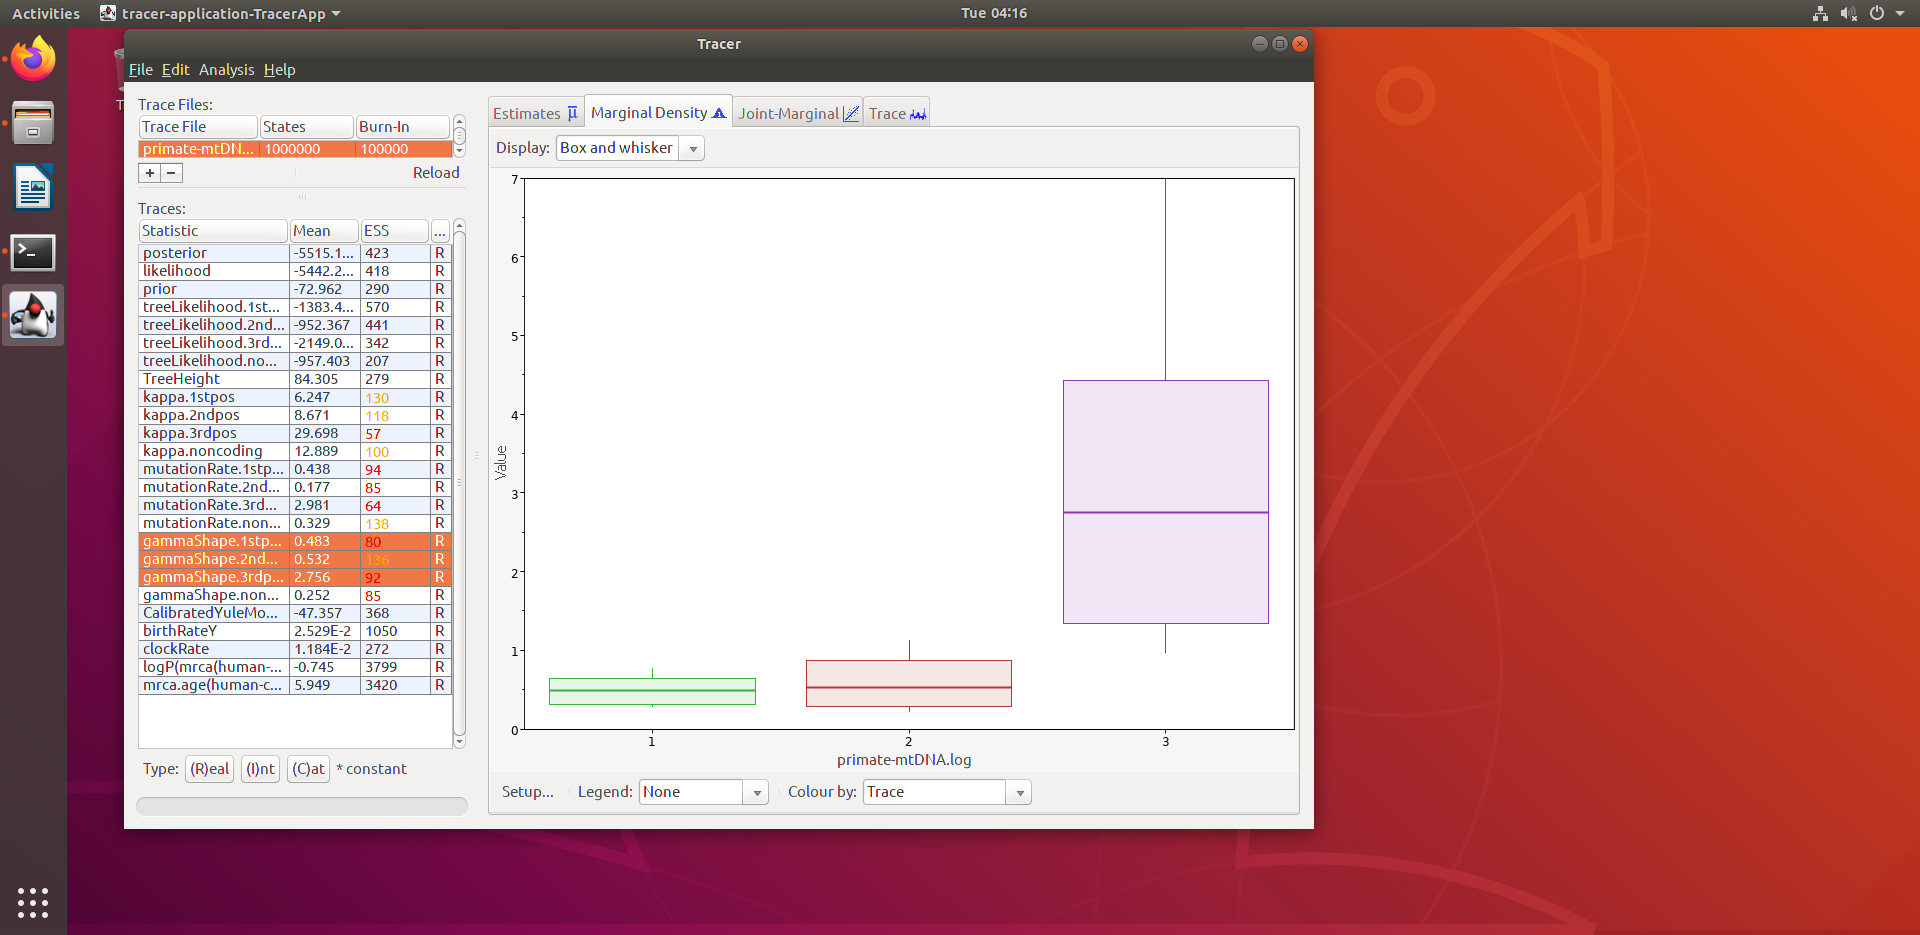 Activities tracer-application-TracerApp Tue 04:16
Tracer
File Edit Analysis Help
Trace Files:
Trace File States Burn-In
primate-mtDN... 1000000 100000
+ − Reload
Traces:
Statistic Mean ESS ...
posterior -5515.1... 423 R
likelihood -5442.2... 418 R
prior -72.962 290 R
treeLikelihood.1st... -1383.4... 570 R
treeLikelihood.2nd... -952.367 441 R
treeLikelihood.3rd... -2149.0... 342 R
treeLikelihood.no... -957.403 207 R
TreeHeight 84.305 279 R
kappa.1stpos 6.247 130 R
kappa.2ndpos 8.671 118 R
kappa.3rdpos 29.698 57 R
kappa.noncoding 12.889 100 R
mutationRate.1stp... 0.438 94 R
mutationRate.2nd... 0.177 85 R
mutationRate.3rd... 2.981 64 R
mutationRate.non... 0.329 138 R
gammaShape.1stp... 0.483 80 R
gammaShape.2nd... 0.532 136 R
gammaShape.3rdp... 2.756 92 R
gammaShape.non... 0.252 85 R
CalibratedYuleMo... -47.357 368 R
birthRateY 2.529E-2 1050 R
clockRate 1.184E-2 272 R
logP(mrca(human-... -0.745 3799 R
mrca.age(human-c... 5.949 3420 R
Type: (R)eal (I)nt (C)at * constant
Estimates μ Marginal Density Joint-Marginal Trace
Display: Box and whisker
7
6
5
4
3
2
1
0
Value
1 2 3
primate-mtDNA.log
Setup... Legend: None Colour by: Trace